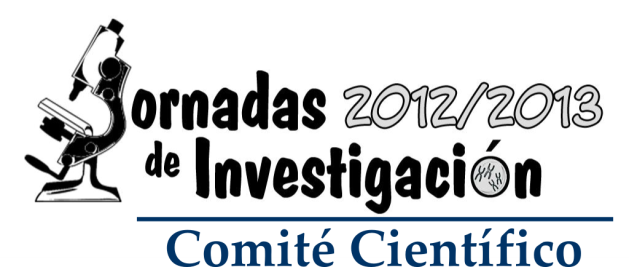 Jornadas 2012/2013
de Investigación
Comité Científico